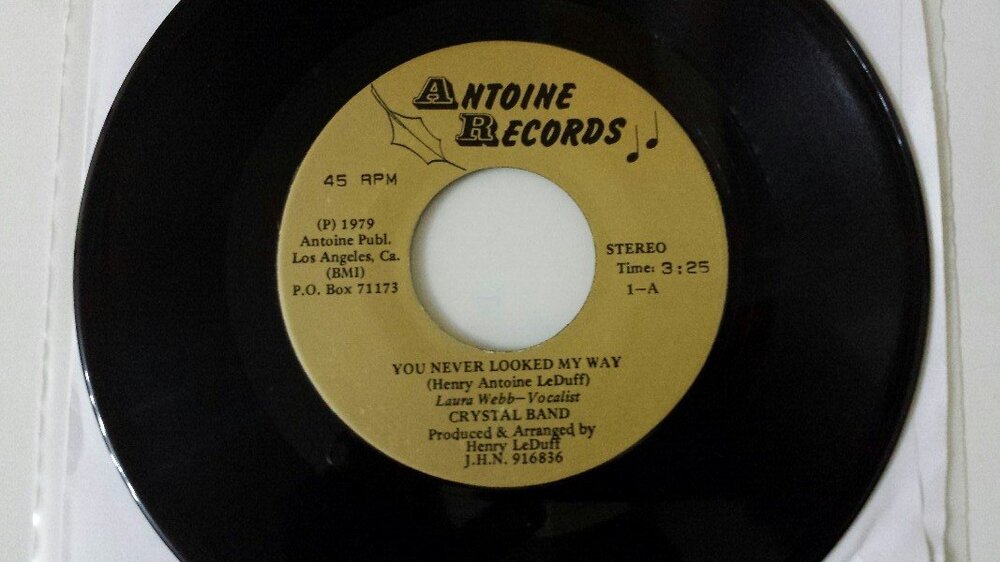 ANTOINE
RECORDS
45 RPM
(P) 1979
Antoine Publ.
Los Angeles, Ca.
(BMI)
P.O. Box 71173
STEREO
Time: 3:25
1-A
YOU NEVER LOOKED MY WAY
(Henry Antoine LeDuff)
Laura Webb-Vocalist
CRYSTAL BAND
Produced & Arranged by
Henry LeDuff
J.H.N. 916836